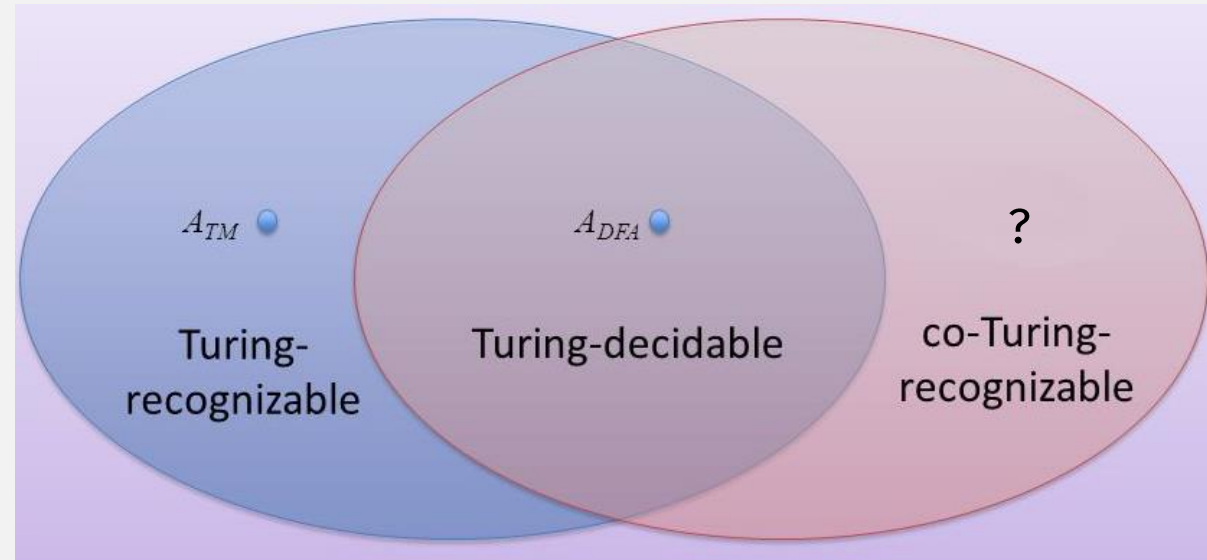 A_TM
A_DFA
?
Turing-
recognizable
Turing-decidable
co-Turing-
recognizable